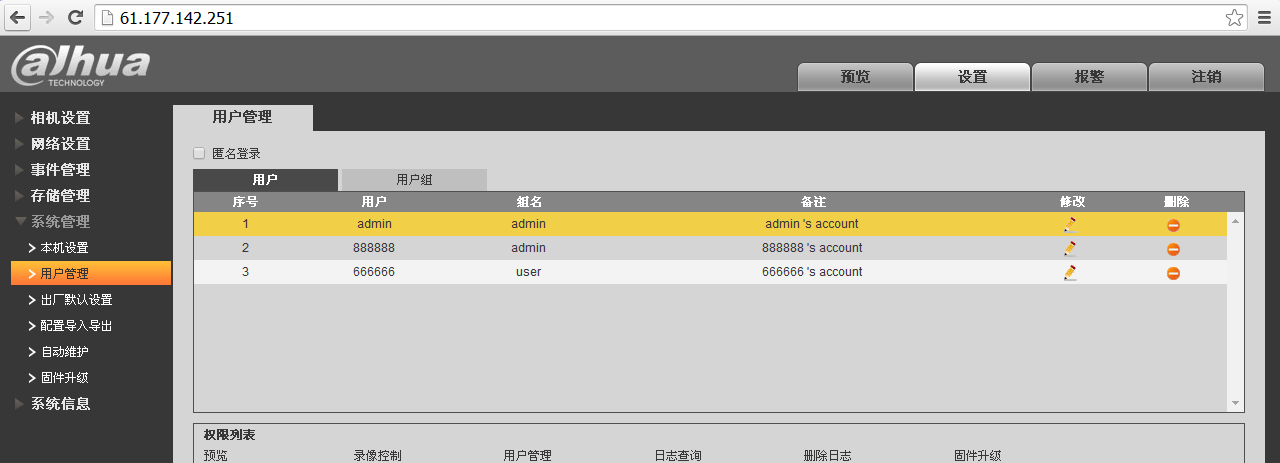 61.177.142.251
alhua
TECHNOLOGY
预览 设置 报警 注销
相机设置
网络设置
事件管理
存储管理
系统管理
本机设置
用户管理
出厂默认设置
配置导入导出
自动维护
固件升级
系统信息
用户管理
匿名登录
用户 用户组
序号 用户 组名 备注 修改 删除
1 admin admin admin 's account
2 888888 admin 888888 's account
3 666666 user 666666 's account
权限列表
预览 录像控制 用户管理 日志查询 删除日志 固件升级